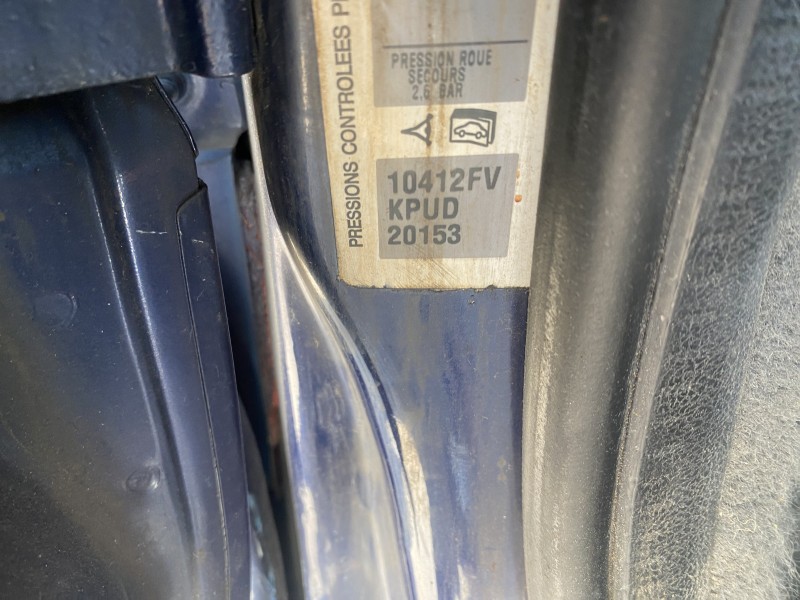 PRESSION ROUE
SECOURS
2,6 BAR
PRESSIONS CONTROLEES
10412FV
KPUD
20153